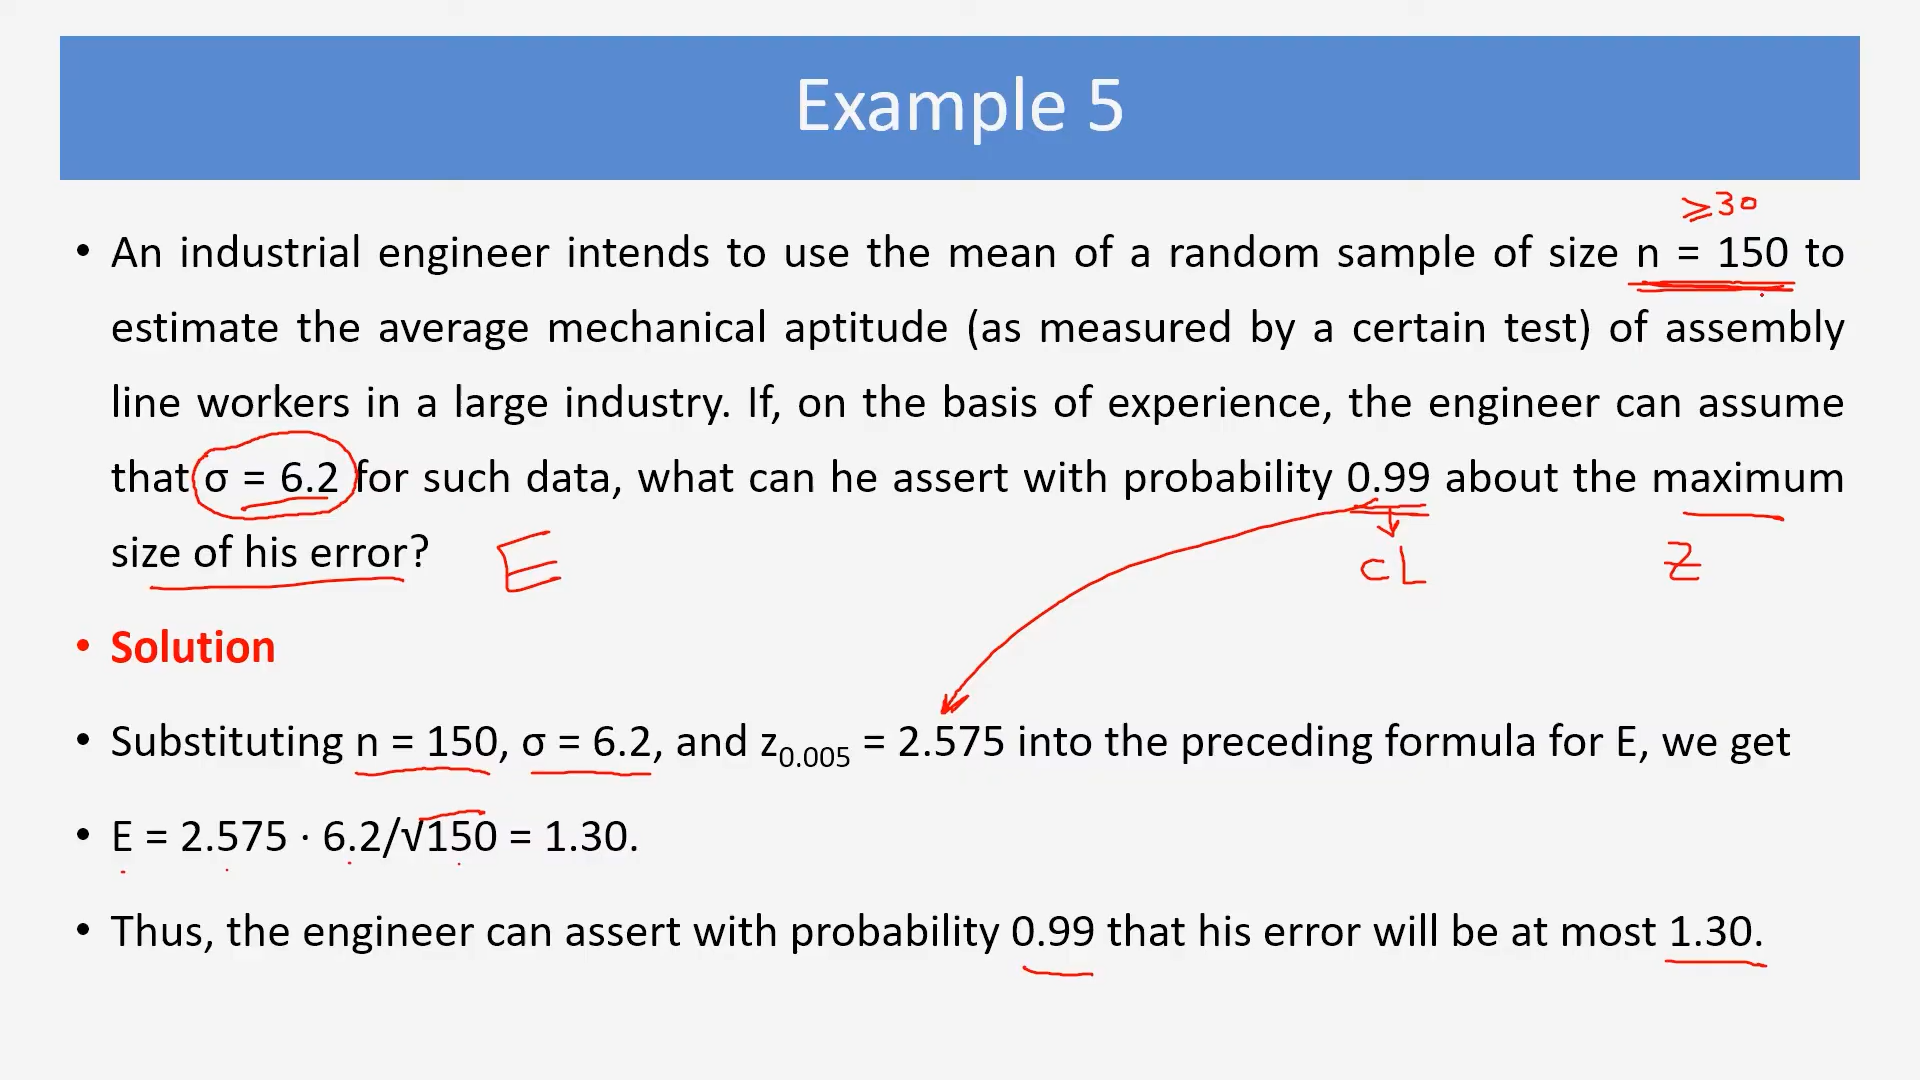 Example 5
≥30
• An industrial engineer intends to use the mean of a random sample of size n = 150 to
estimate the average mechanical aptitude (as measured by a certain test) of assembly
line workers in a large industry. If, on the basis of experience, the engineer can assume
that σ = 6.2 for such data, what can he assert with probability 0.99 about the maximum
size of his error?
E
CL
Z
• Solution
• Substituting n = 150, σ = 6.2, and z₀.₀₀₅ = 2.575 into the preceding formula for E, we get
• E = 2.575 · 6.2/√150 = 1.30.
• Thus, the engineer can assert with probability 0.99 that his error will be at most 1.30.